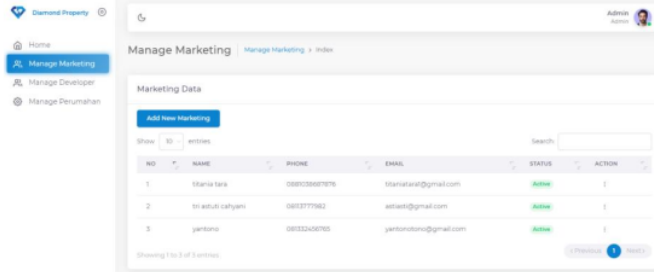 Diamond Property
Admin
Admin
Home
Manage Marketing
Manage Developer
Manage Perumahan
Manage Marketing Manage Marketing > Index
Marketing Data
Add New Marketing
Show 10 entries
Search:
NO NAME PHONE EMAIL STATUS ACTION
1 titania tara 0881038687876 titaniatara1@gmail.com Active
2 tri astuti cahyani 08113777982 astiasti@gmail.com Active
3 yantono 081332458765 yantonotono@gmail.com Active
Showing 1 to 3 of 3 entries
< Previous 1 Next >